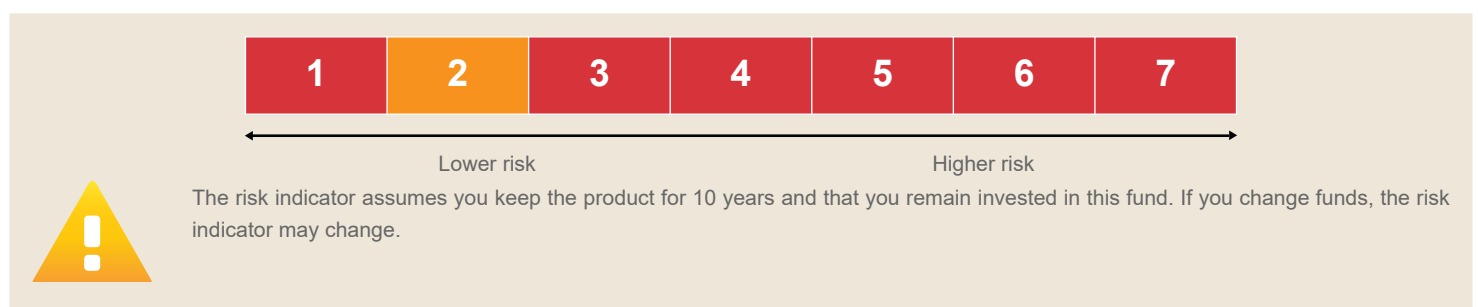 1 2 3 4 5 6 7
Lower risk Higher risk
The risk indicator assumes you keep the product for 10 years and that you remain invested in this fund. If you change funds, the risk
indicator may change.